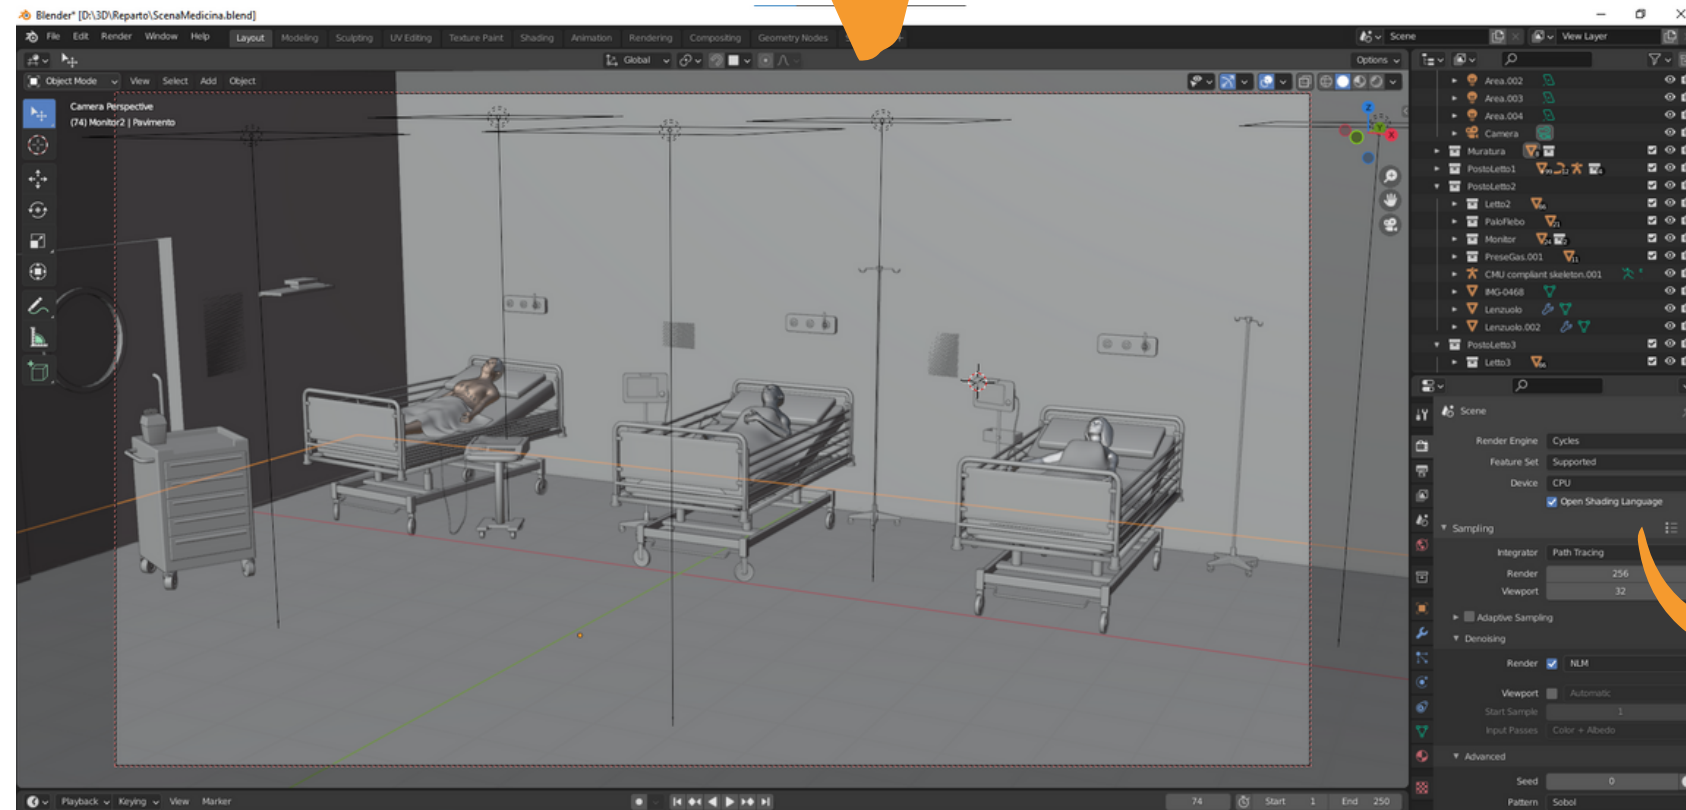 Blender* [D:\3D\Reparto\ScenaMedicina.blend]
File Edit Render Window Help Layout Modeling Sculpting UV Editing Texture Paint Shading Animation Rendering Compositing Geometry Nodes Scene View Layer
Global Options
Object Mode View Select Add Object
Camera Perspective
(74) Monitor2 | Pavimento
Z
Y
X
Area.002
Area.003
Area.004
Camera
Muratura
PostoLetto1
PostoLetto2
Letto2
PaloFlebo
Monitor
PreseGas.001
CMU compliant skeleton.001
IMG-0468
Lenzuolo
Lenzuolo.002
PostoLetto3
Letto3
Scene
Render Engine Cycles
Feature Set Supported
Device CPU
Open Shading Language
Sampling
Integrator Path Tracing
Render 256
Viewport 32
Adaptive Sampling
Denoising
Render NLM
Viewport Automatic
Start Sample 1
Input Passes Color + Albedo
Advanced
Seed 0
Pattern Sobol
Playback Keying View Marker 74 Start 1 End 250